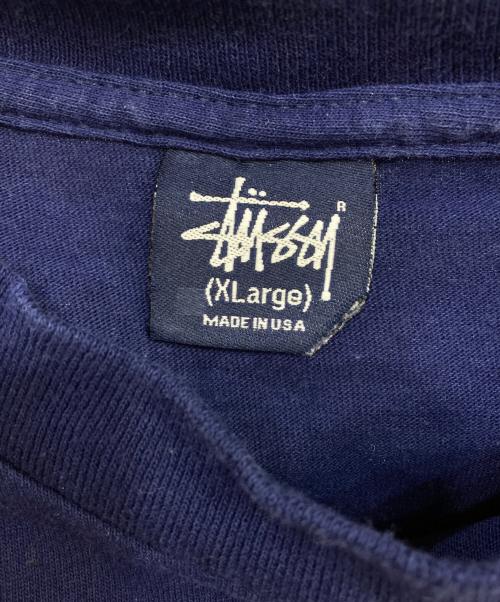 Stüssy
R
(XLarge)
MADE IN USA